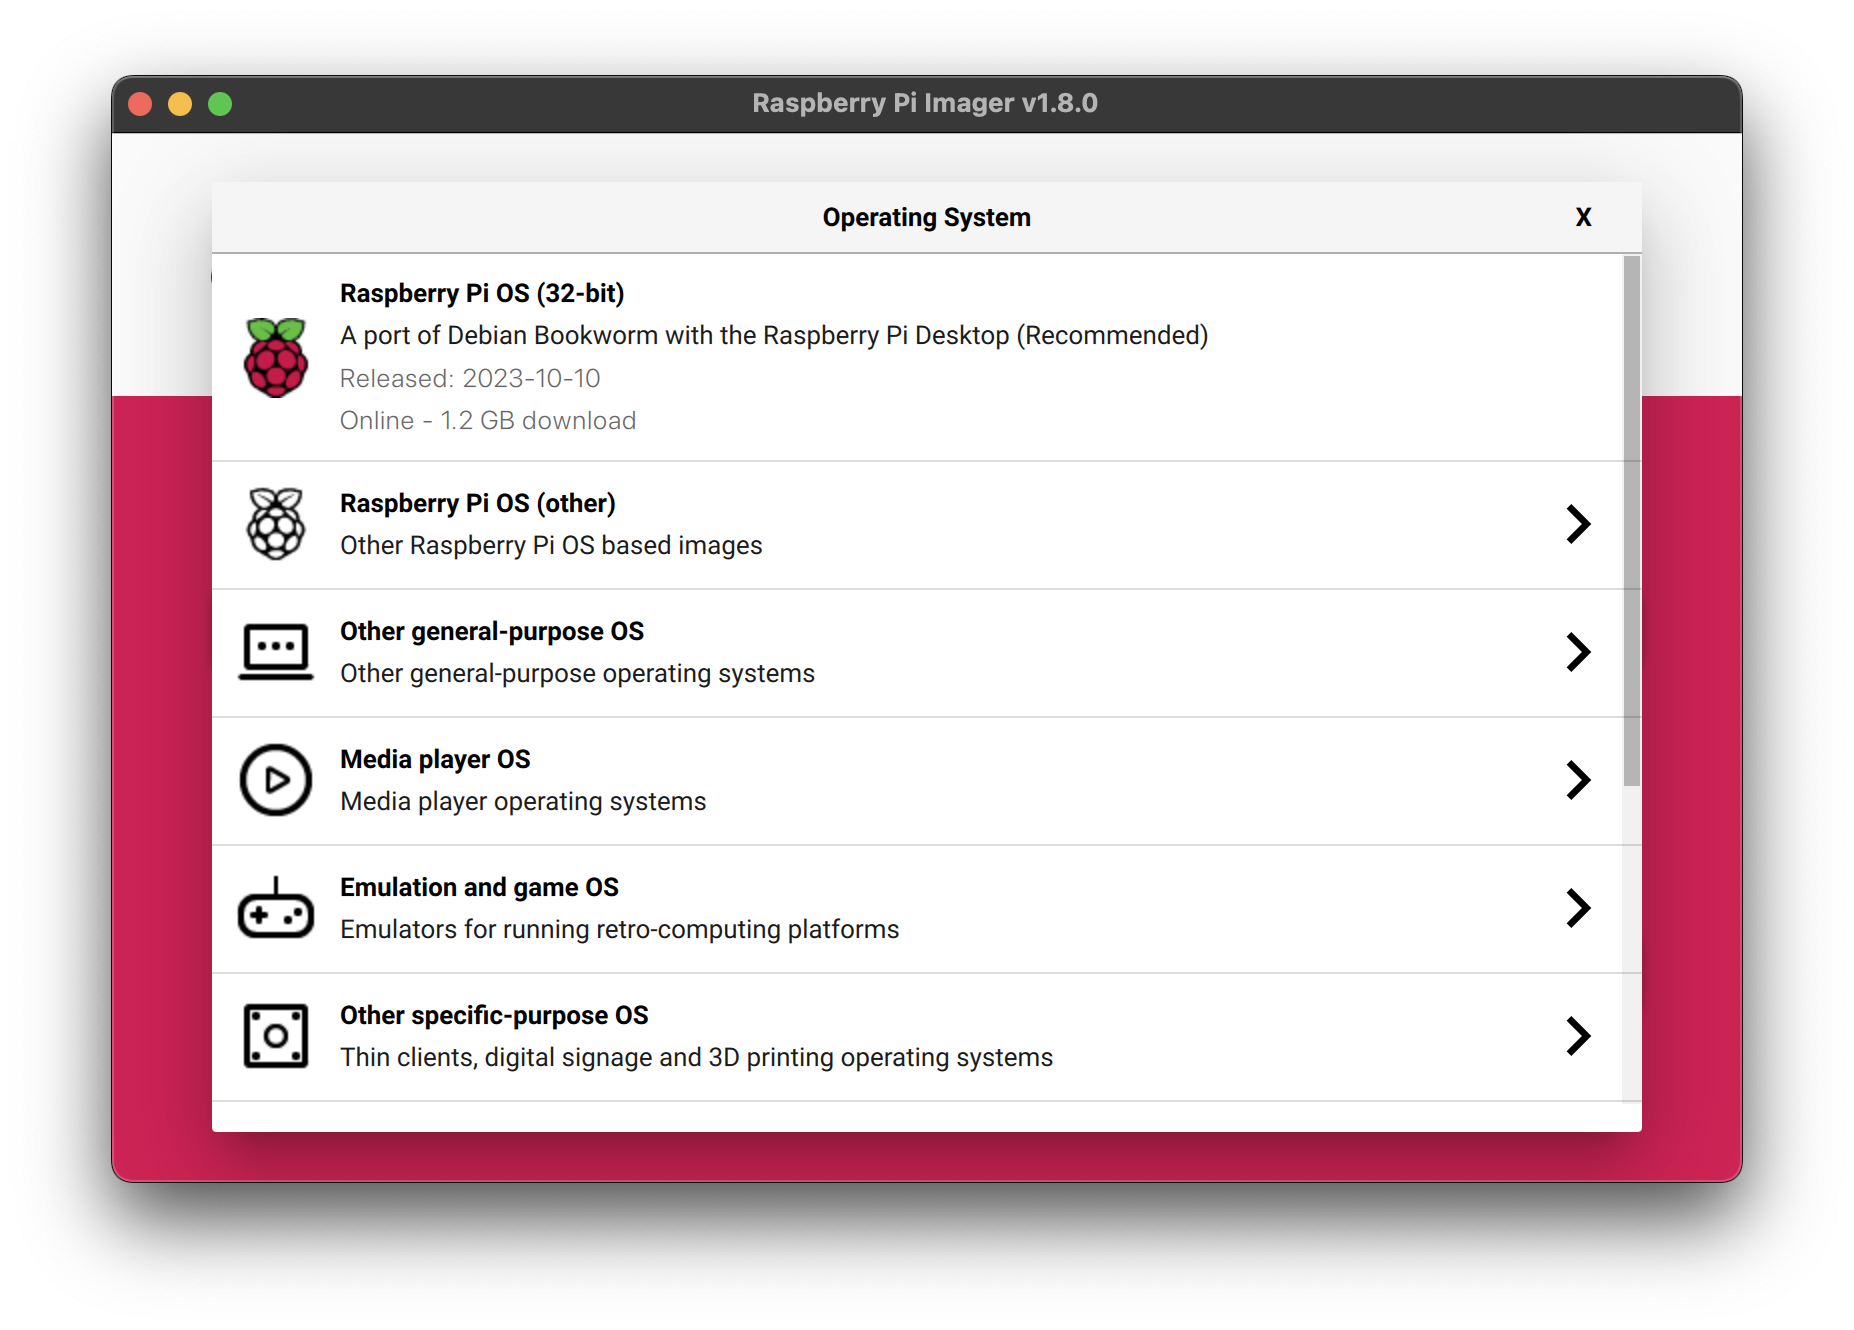 Raspberry Pi Imager v1.8.0
Operating System
X
Raspberry Pi OS (32-bit)
A port of Debian Bookworm with the Raspberry Pi Desktop (Recommended)
Released: 2023-10-10
Online - 1.2 GB download
Raspberry Pi OS (other)
Other Raspberry Pi OS based images
Other general-purpose OS
Other general-purpose operating systems
Media player OS
Media player operating systems
Emulation and game OS
Emulators for running retro-computing platforms
Other specific-purpose OS
Thin clients, digital signage and 3D printing operating systems